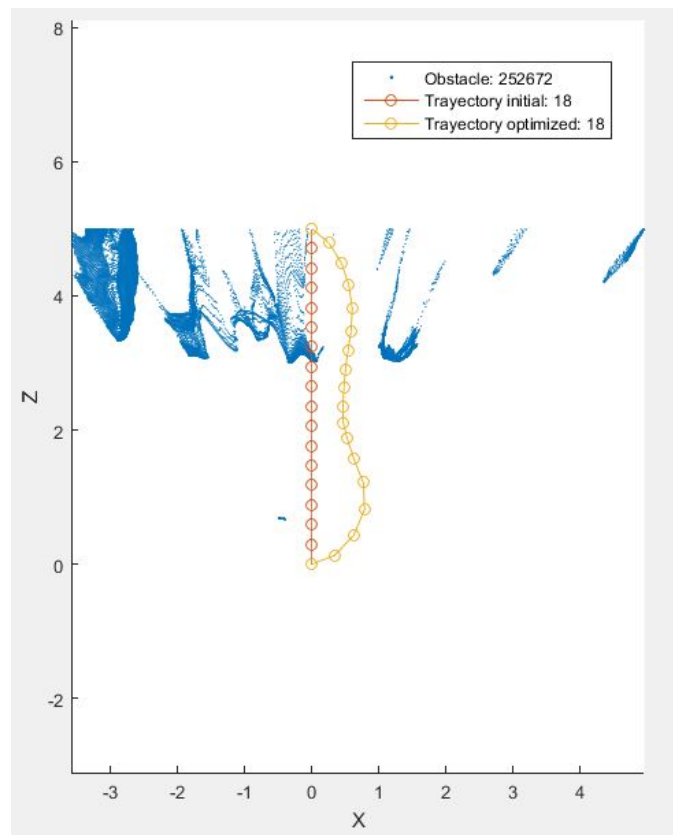 8
Obstacle: 252672
Trayectory initial: 18
Trayectory optimized: 18
6
4
Z
2
0
-2
-3 -2 -1 0 1 2 3 4
X